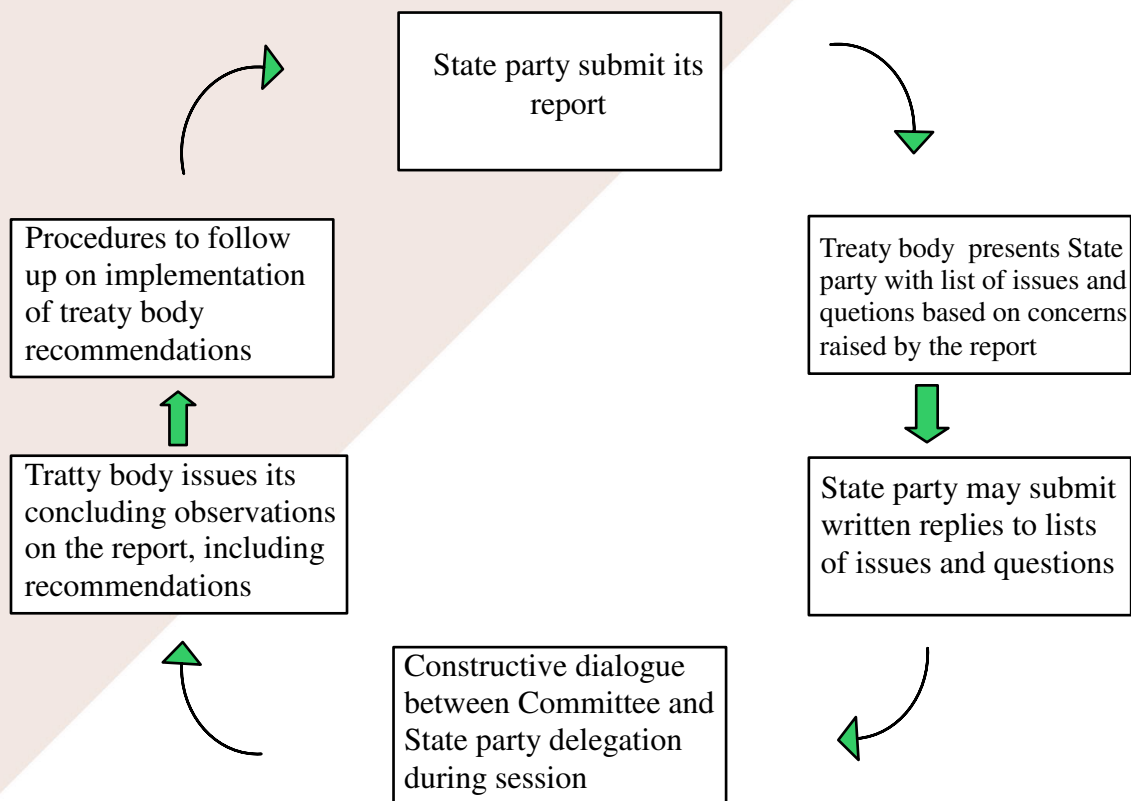 State party submit its
report
Treaty body presents State
party with list of issues and
quetions based on concerns
raised by the report
State party may submit
written replies to lists
of issues and questions
Constructive dialogue
between Committee and
State party delegation
during session
Tratty body issues its
concluding observations
on the report, including
recommendations
Procedures to follow
up on implementation
of treaty body
recommendations